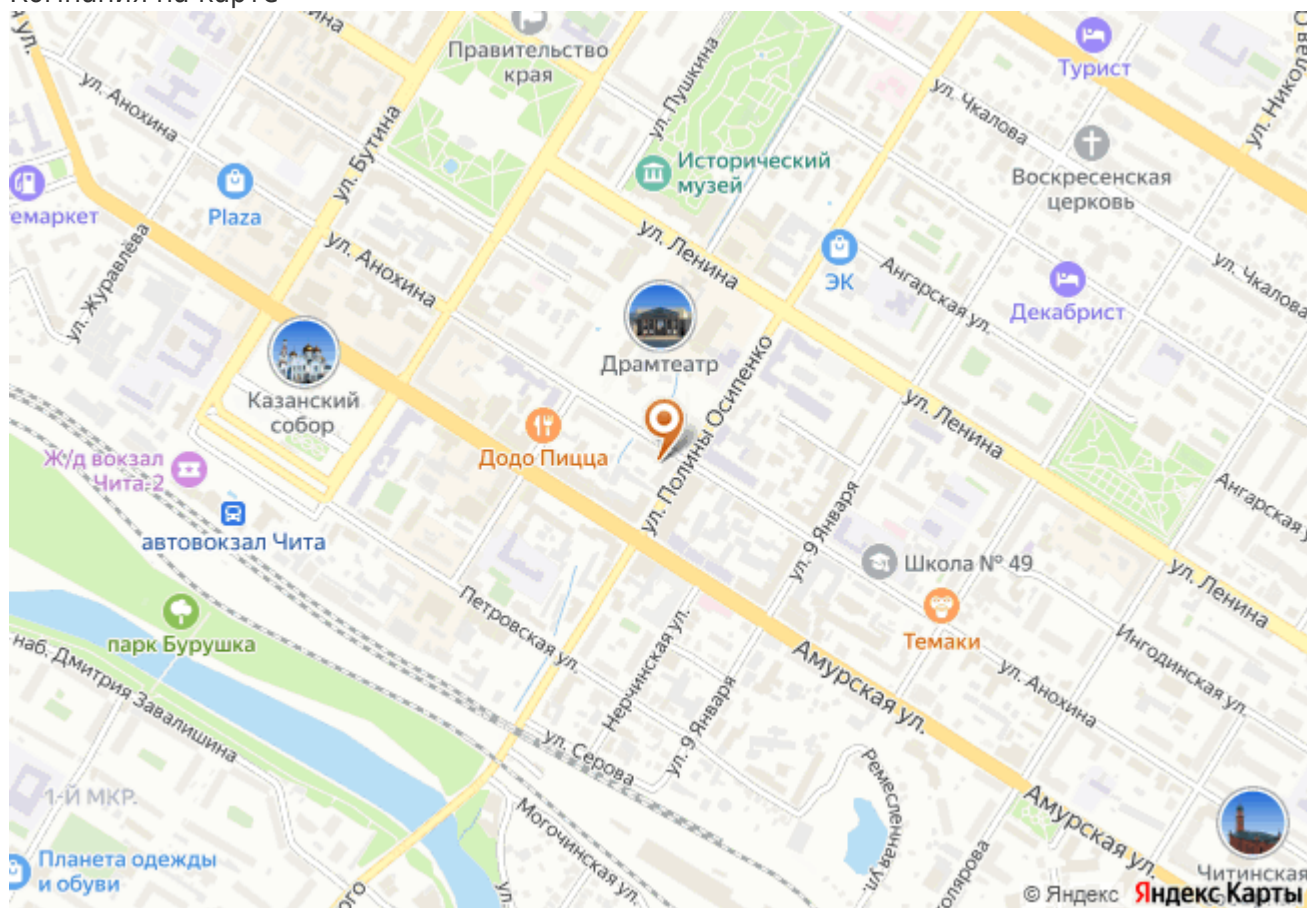 Компания на карте
Правительство
края
ул. Пушкина
Турист
ул. Анохина
ул. Бутина
ул. Чкалова
Исторический
музей
Воскресенская
церковь
Plaza
ул. Журавлёва
ул. Анохина
ул. Ленина
ЭК
Ангарская ул.
ул. Чкалова
Декабрист
Драмтеатр
ул. Полины Осипенко
Казанский
собор
Додо Пицца
ул. Ленина
Ж/д вокзал
Чита-2
автовокзал Чита
ул. 9 Января
Школа № 49
ул. Ленина
парк Бурушка
Петровская ул.
Темаки
Ингодинская ул.
наб. Дмитрия Завалишина
Нерчинская ул.
Амурская ул.
ул. Анохина
ул. 9 Января
ул. Серова
Ремесленная ул.
1-Й МКР.
Могочинская ул.
Амурская ул.
Планета одежды
и обуви
Читинская
© Яндекс Яндекс Карты